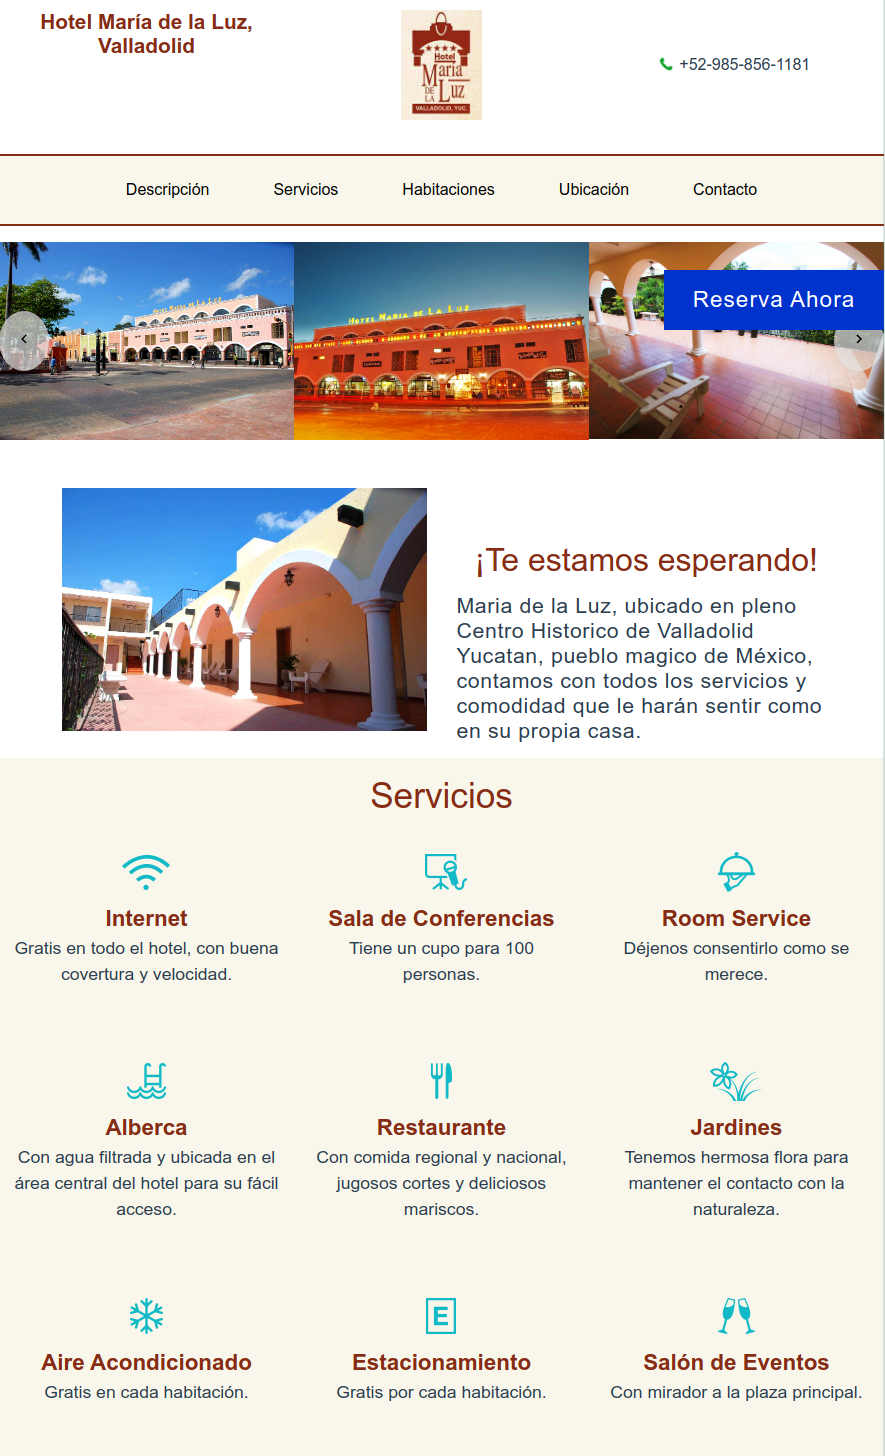 Hotel María de la Luz,
Valladolid
Hotel
María
DE LA
Luz
VALLADOLID, YUC.
+52-985-856-1181
Descripción
Servicios
Habitaciones
Ubicación
Contacto
HOTEL MARIA DE LA LUZ
HOTEL MARIA DE LA LUZ
Reserva Ahora
¡Te estamos esperando!
Maria de la Luz, ubicado en pleno
Centro Historico de Valladolid
Yucatan, pueblo magico de México,
contamos con todos los servicios y
comodidad que le harán sentir como
en su propia casa.
Servicios
Internet
Gratis en todo el hotel, con buena
covertura y velocidad.
Sala de Conferencias
Tiene un cupo para 100
personas.
Room Service
Déjenos consentirlo como se
merece.
Alberca
Con agua filtrada y ubicada en el
área central del hotel para su fácil
acceso.
Restaurante
Con comida regional y nacional,
jugosos cortes y deliciosos
mariscos.
Jardines
Tenemos hermosa flora para
mantener el contacto con la
naturaleza.
Aire Acondicionado
Gratis en cada habitación.
E
Estacionamiento
Gratis por cada habitación.
Salón de Eventos
Con mirador a la plaza principal.